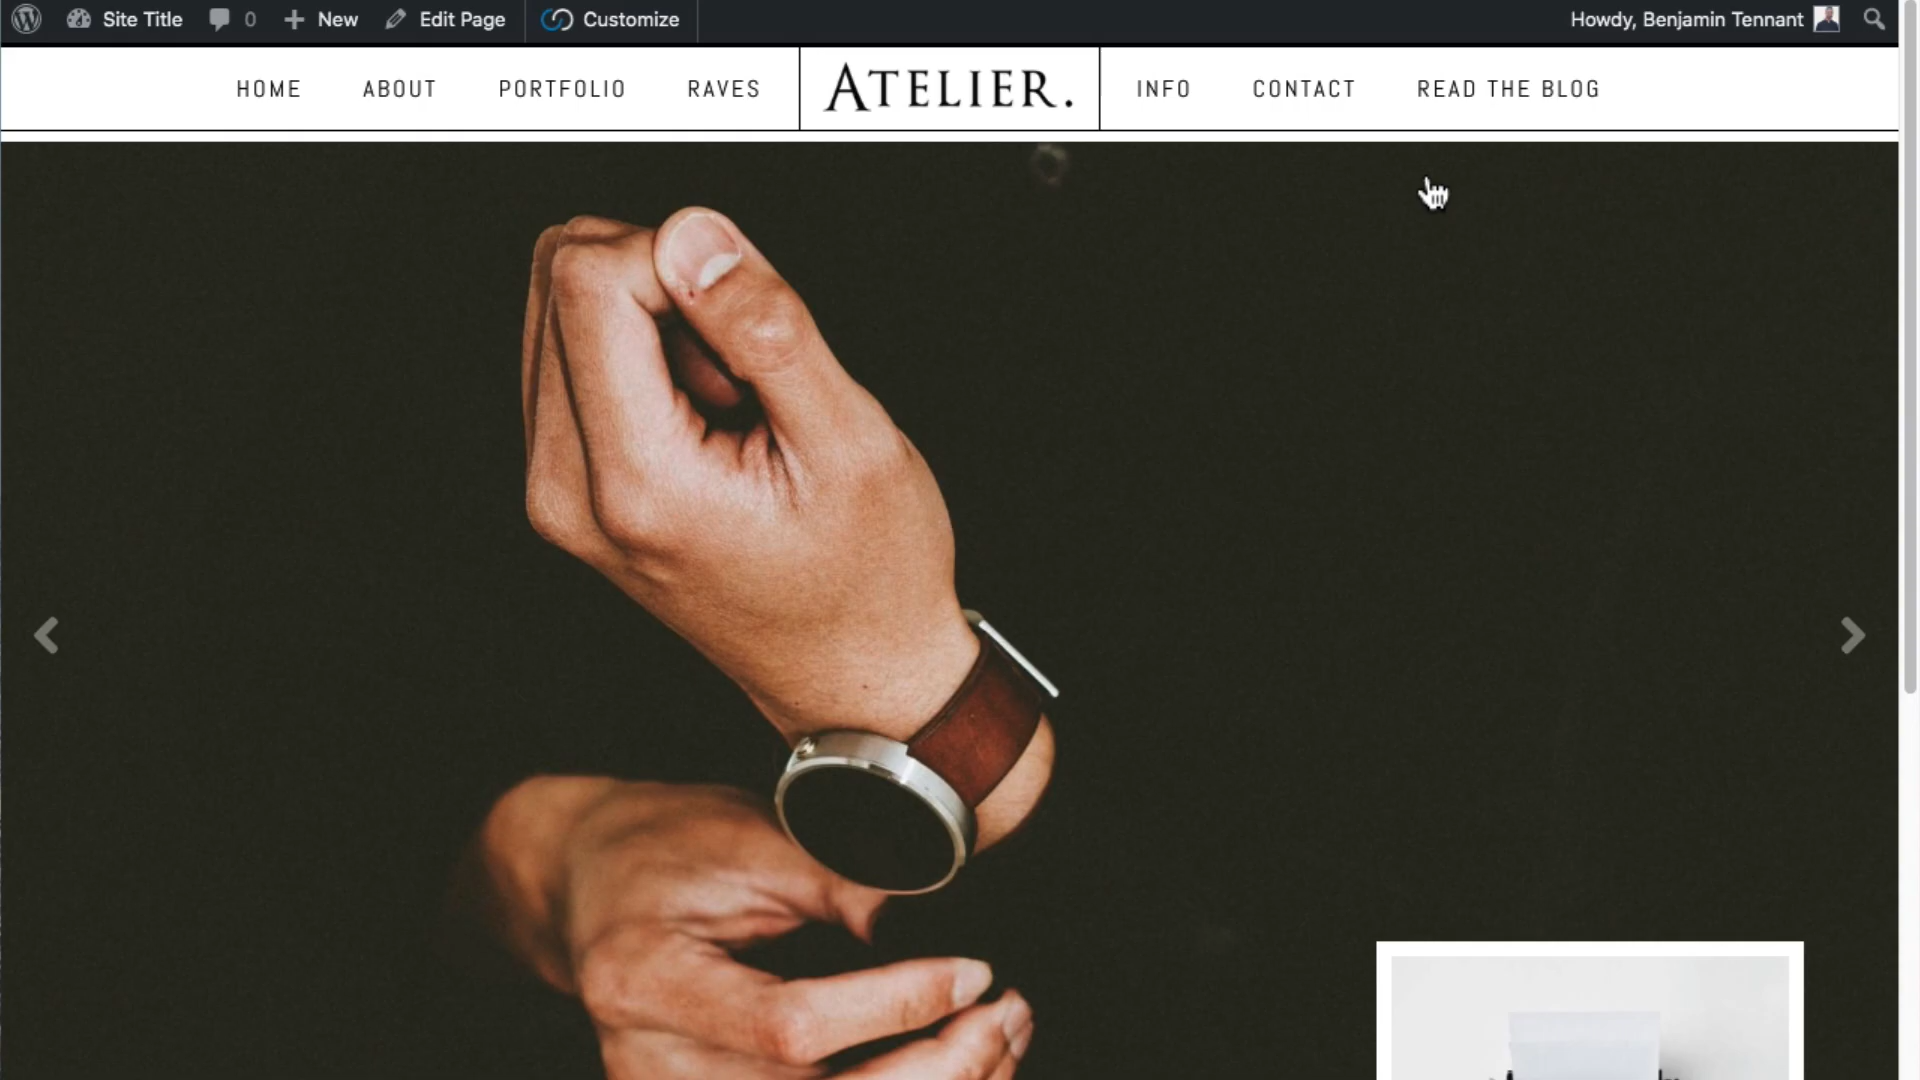 Site Title 0 New Edit Page Customize Howdy, Benjamin Tennant
HOME ABOUT PORTFOLIO RAVES ATELIER. INFO CONTACT READ THE BLOG